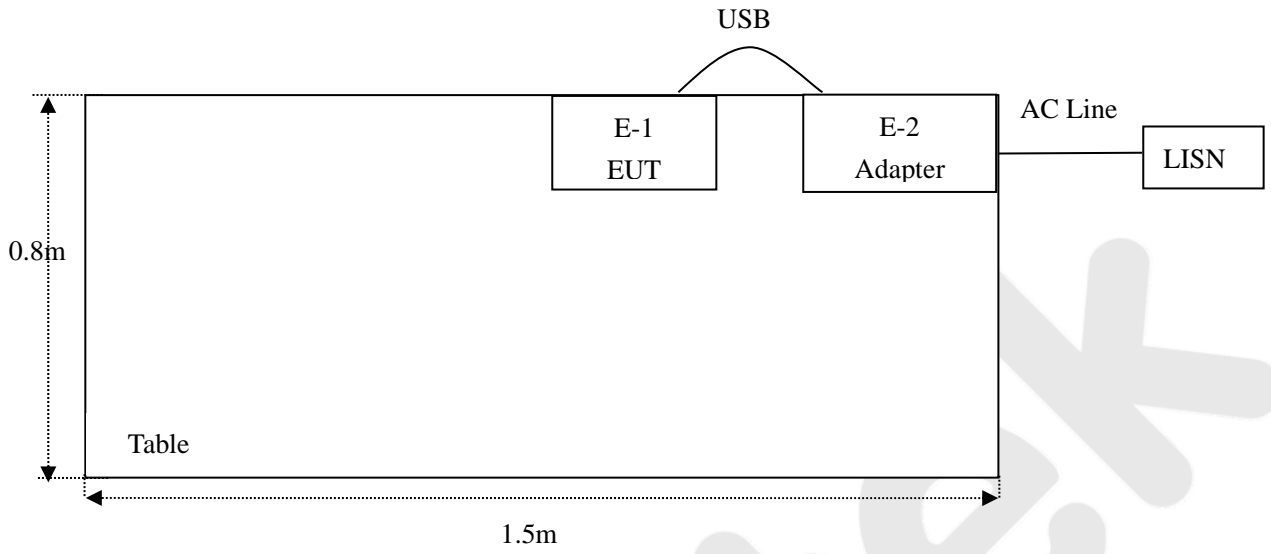 USB
E-1
EUT
E-2
Adapter
AC Line
LISN
0.8m
Table
1.5m